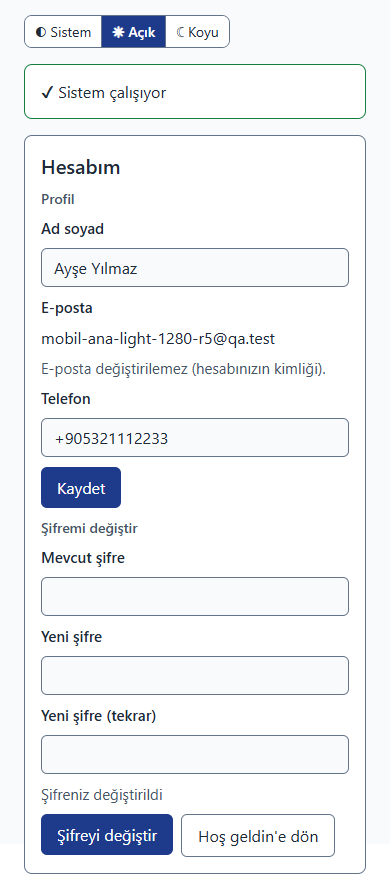 Sistem
Açık
Koyu
✓ Sistem çalışıyor
Hesabım
Profil
Ad soyad
Ayşe Yılmaz
E-posta
mobil-ana-light-1280-r5@qa.test
E-posta değiştirilemez (hesabınızın kimliği).
Telefon
+905321112233
Kaydet
Şifremi değiştir
Mevcut şifre
Yeni şifre
Yeni şifre (tekrar)
Şifreniz değiştirildi
Şifreyi değiştir
Hoş geldin'e dön